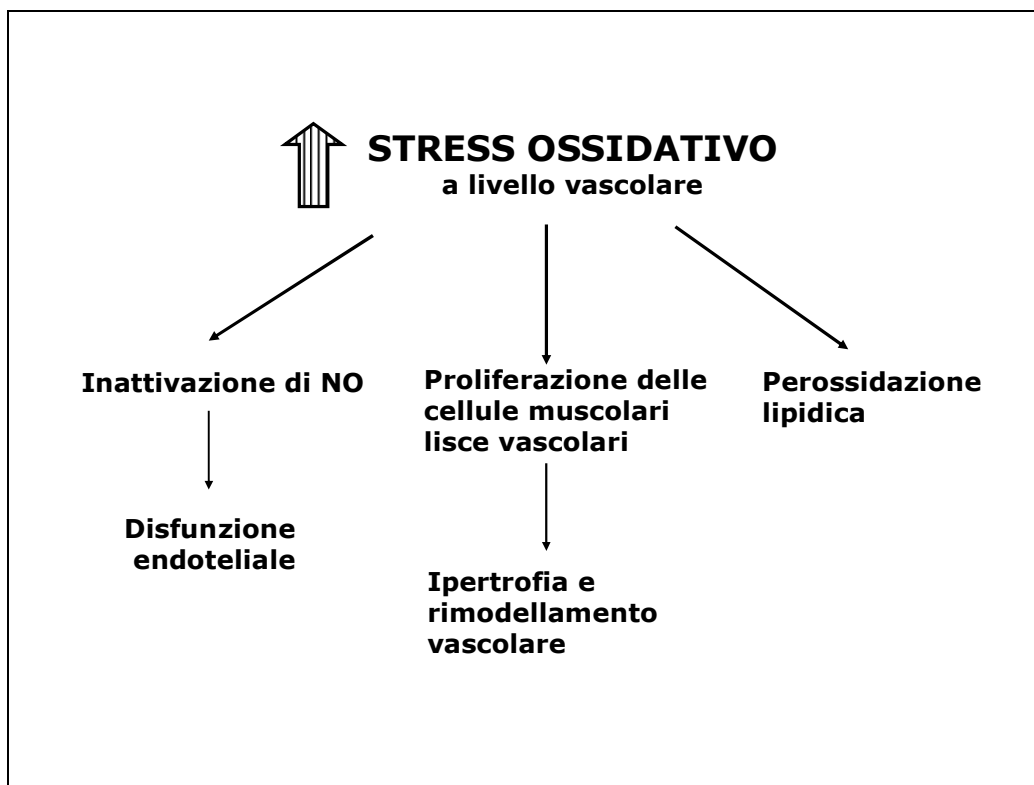 STRESS OSSIDATIVO
a livello vascolare
Inattivazione di NO
Disfunzione
endoteliale
Proliferazione delle
cellule muscolari
lisce vascolari
Ipertrofia e
rimodellamento
vascolare
Perossidazione
lipidica